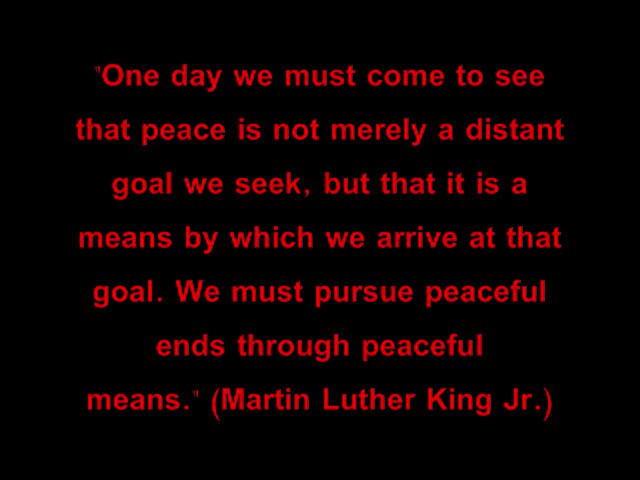 "One day we must come to see
that peace is not merely a distant
goal we seek, but that it is a
means by which we arrive at that
goal. We must pursue peaceful
ends through peaceful
means." (Martin Luther King Jr.)